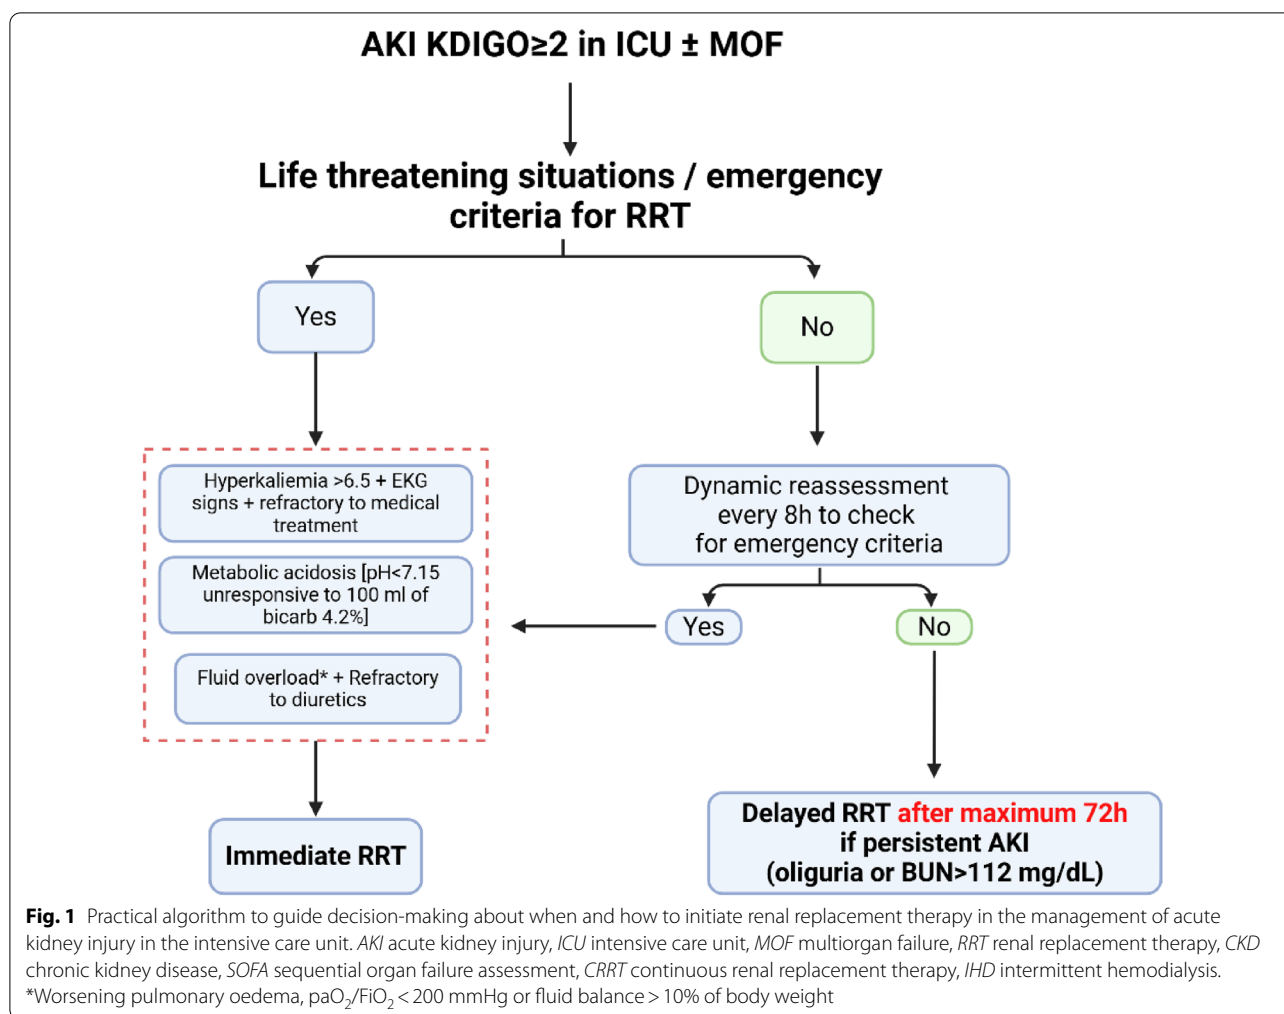 AKI KDIGO≥2 in ICU ± MOF
Life threatening situations / emergency
criteria for RRT
Yes
No
Hyperkaliemia >6.5 + EKG
signs + refractory to medical
treatment
Metabolic acidosis [pH<7.15
unresponsive to 100 ml of
bicarb 4.2%]
Fluid overload* + Refractory
to diuretics
Dynamic reassessment
every 8h to check
for emergency criteria
Yes
No
Immediate RRT
Delayed RRT after maximum 72h
if persistent AKI
(oliguria or BUN>112 mg/dL)
Fig. 1 Practical algorithm to guide decision-making about when and how to initiate renal replacement therapy in the management of acute
kidney injury in the intensive care unit. AKI acute kidney injury, ICU intensive care unit, MOF multiorgan failure, RRT renal replacement therapy, CKD
chronic kidney disease, SOFA sequential organ failure assessment, CRRT continuous renal replacement therapy, IHD intermittent hemodialysis.
*Worsening pulmonary oedema, paO₂/FiO₂ < 200 mmHg or fluid balance > 10% of body weight